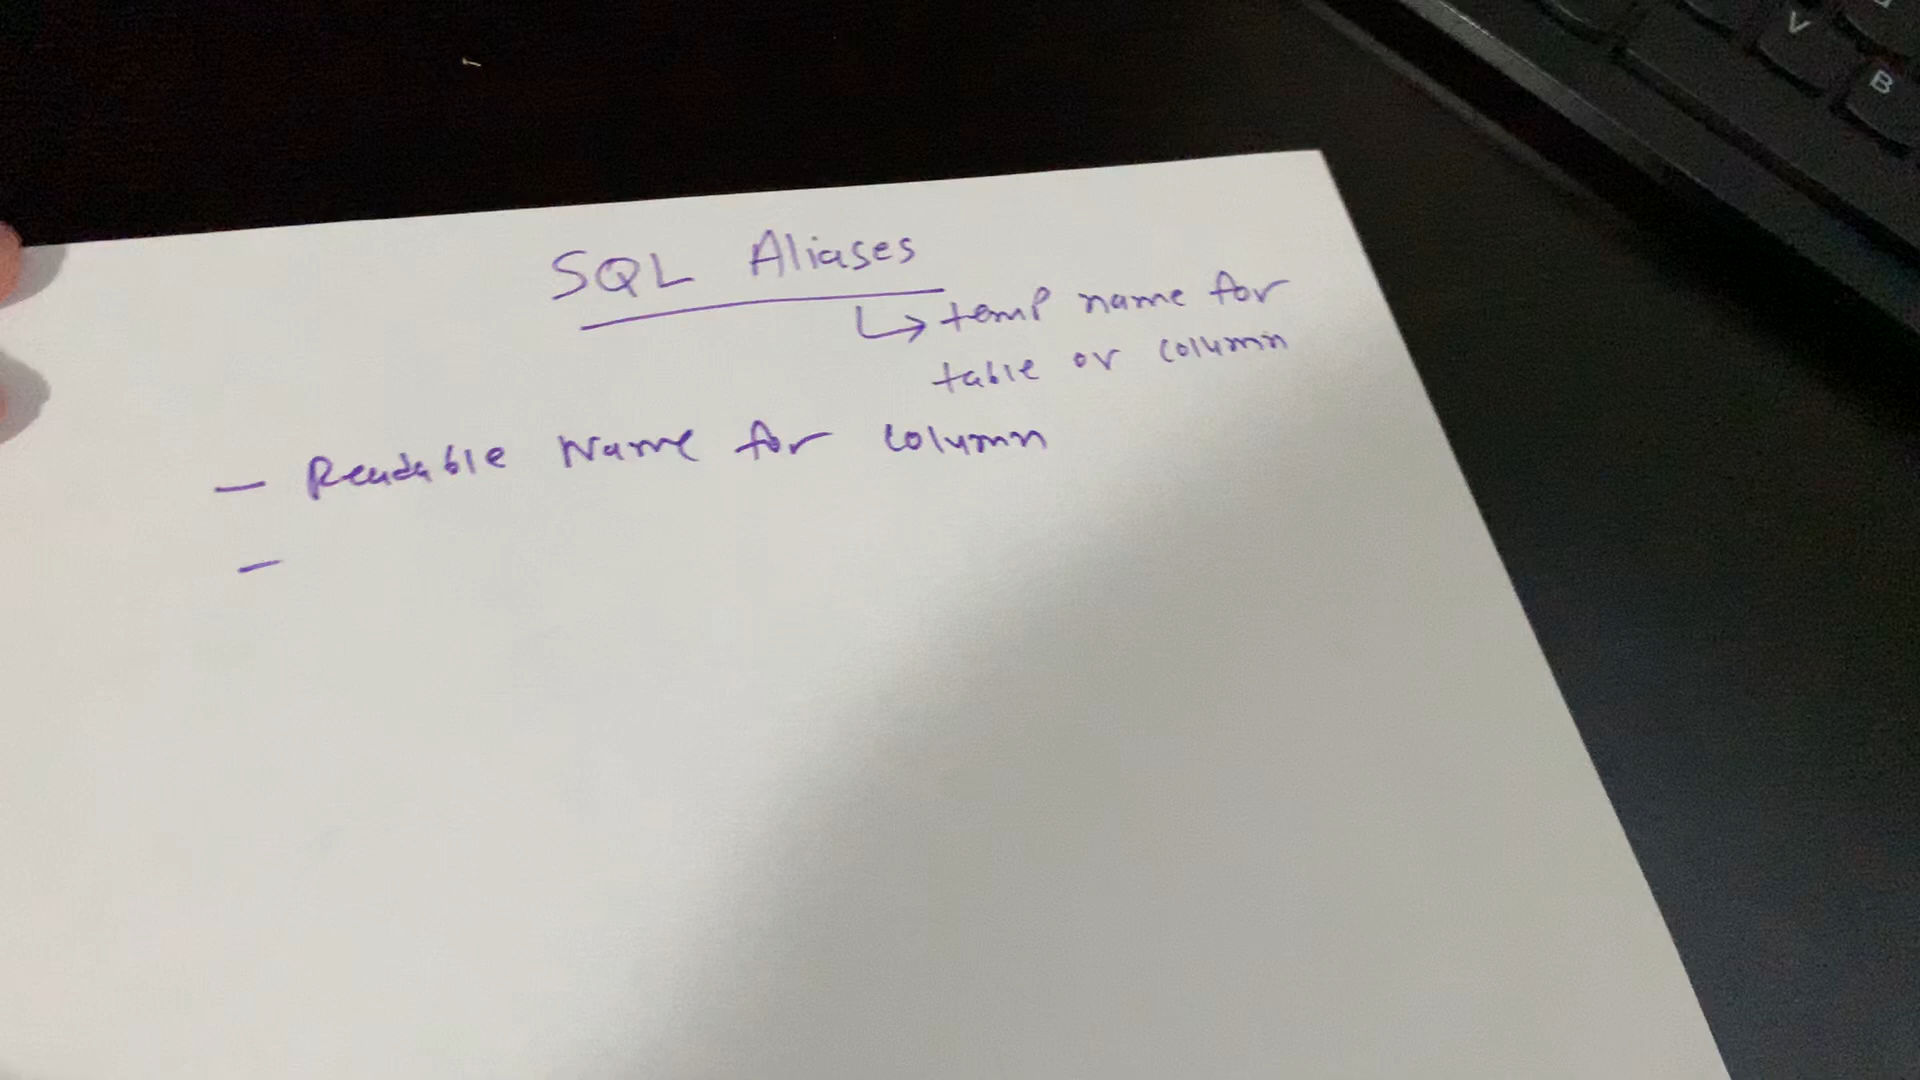 SQL Aliases
↳ temp name for
table or column
- Readable Name for column
-
V
B